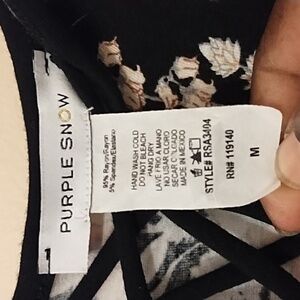 PURPLE SNOW
95% Rayon/Rayon
5% Spandex/Elastano
HAND WASH COLD
DO NOT BLEACH
HANG DRY
LAVE FRIO A MANO
NO USAR CLORO
SECAR COLGADO
MADE IN MEXICO
STYLE# RSA3404
RN# 119140
M